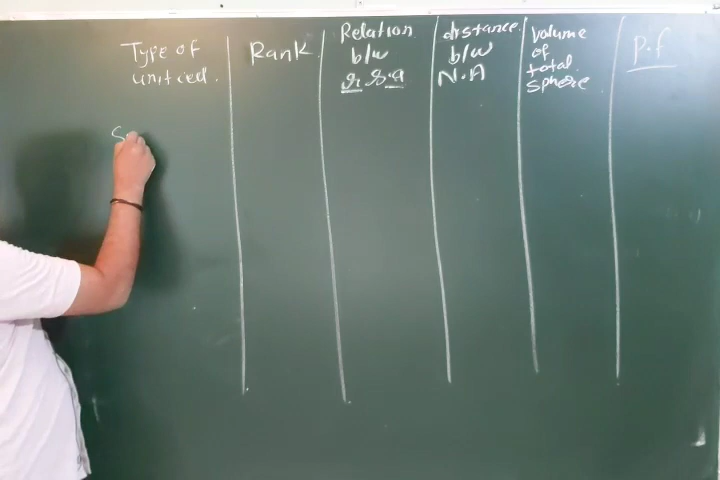 Type of
unit cell.
Rank
Relation
b/w
r & a
distance
b/w
N.A
Volume
of
total
sphere
P.f
S